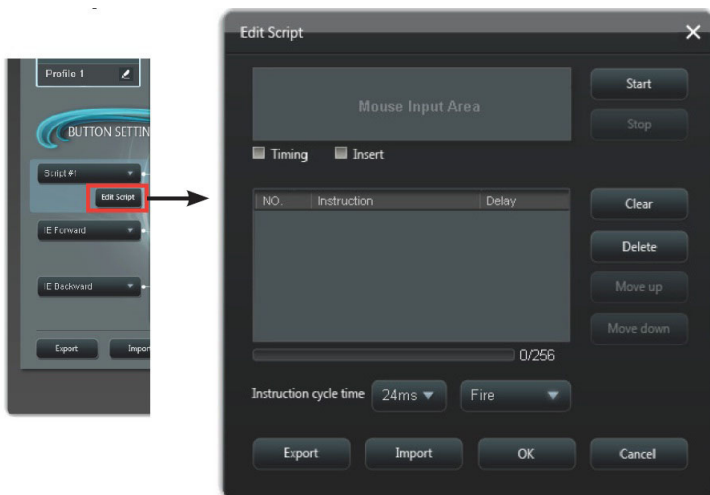 Profile 1
BUTTON SETTIN
Script #1
Edit Script
IE Forward
IE Backward
Export
Impor
Edit Script
Mouse Input Area
Start
Stop
Timing
Insert
NO. Instruction Delay
Clear
Delete
Move up
Move down
0/256
Instruction cycle time 24ms Fire
Export Import OK Cancel